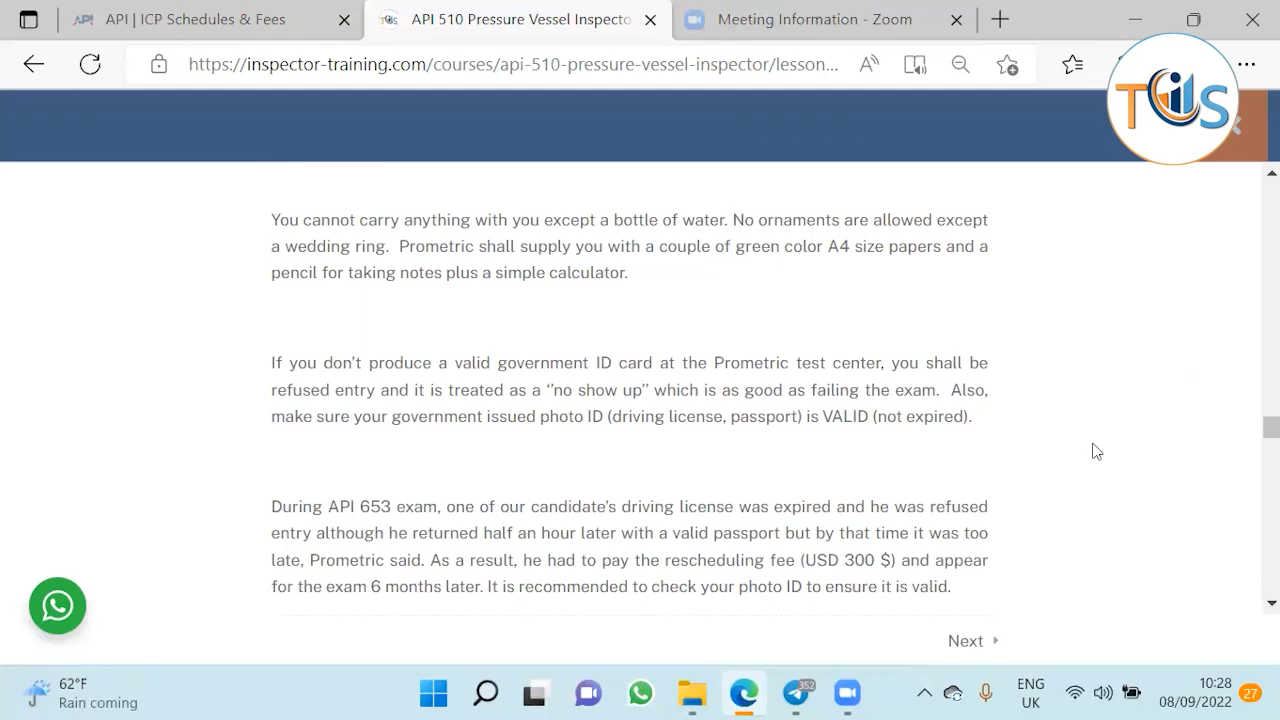 API | ICP Schedules & Fees
API 510 Pressure Vessel Inspecto
Meeting Information - Zoom
https://inspector-training.com/courses/api-510-pressure-vessel-inspector/lesson...
TIS
You cannot carry anything with you except a bottle of water. No ornaments are allowed except
a wedding ring. Prometric shall supply you with a couple of green color A4 size papers and a
pencil for taking notes plus a simple calculator.
If you don't produce a valid government ID card at the Prometric test center, you shall be
refused entry and it is treated as a ''no show up'' which is as good as failing the exam. Also,
make sure your government issued photo ID (driving license, passport) is VALID (not expired).
During API 653 exam, one of our candidate's driving license was expired and he was refused
entry although he returned half an hour later with a valid passport but by that time it was too
late, Prometric said. As a result, he had to pay the rescheduling fee (USD 300 $) and appear
for the exam 6 months later. It is recommended to check your photo ID to ensure it is valid.
Next
62°F
Rain coming
352
ENG
UK
10:28
08/09/2022
27